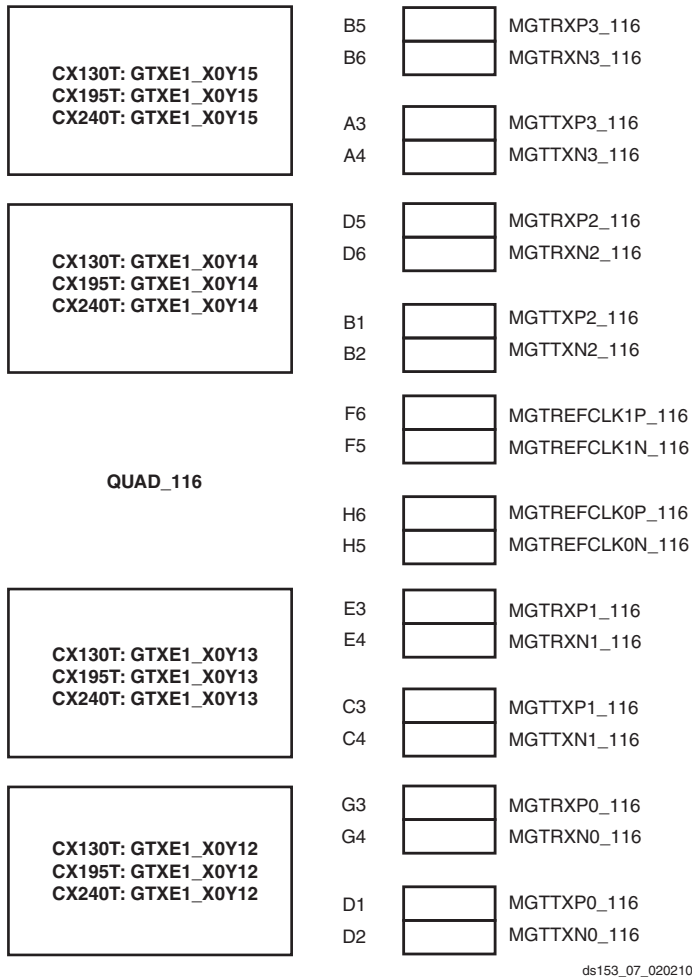 B5 MGTRXP3_116
B6 MGTRXN3_116
CX130T: GTXE1_X0Y15
CX195T: GTXE1_X0Y15
CX240T: GTXE1_X0Y15
A3 MGTTXP3_116
A4 MGTTXN3_116
D5 MGTRXP2_116
D6 MGTRXN2_116
CX130T: GTXE1_X0Y14
CX195T: GTXE1_X0Y14
CX240T: GTXE1_X0Y14
B1 MGTTXP2_116
B2 MGTTXN2_116
F6 MGTREFCLK1P_116
F5 MGTREFCLK1N_116
QUAD_116
H6 MGTREFCLK0P_116
H5 MGTREFCLK0N_116
E3 MGTRXP1_116
E4 MGTRXN1_116
CX130T: GTXE1_X0Y13
CX195T: GTXE1_X0Y13
CX240T: GTXE1_X0Y13
C3 MGTTXP1_116
C4 MGTTXN1_116
G3 MGTRXP0_116
G4 MGTRXN0_116
CX130T: GTXE1_X0Y12
CX195T: GTXE1_X0Y12
CX240T: GTXE1_X0Y12
D1 MGTTXP0_116
D2 MGTTXN0_116
ds153_07_020210